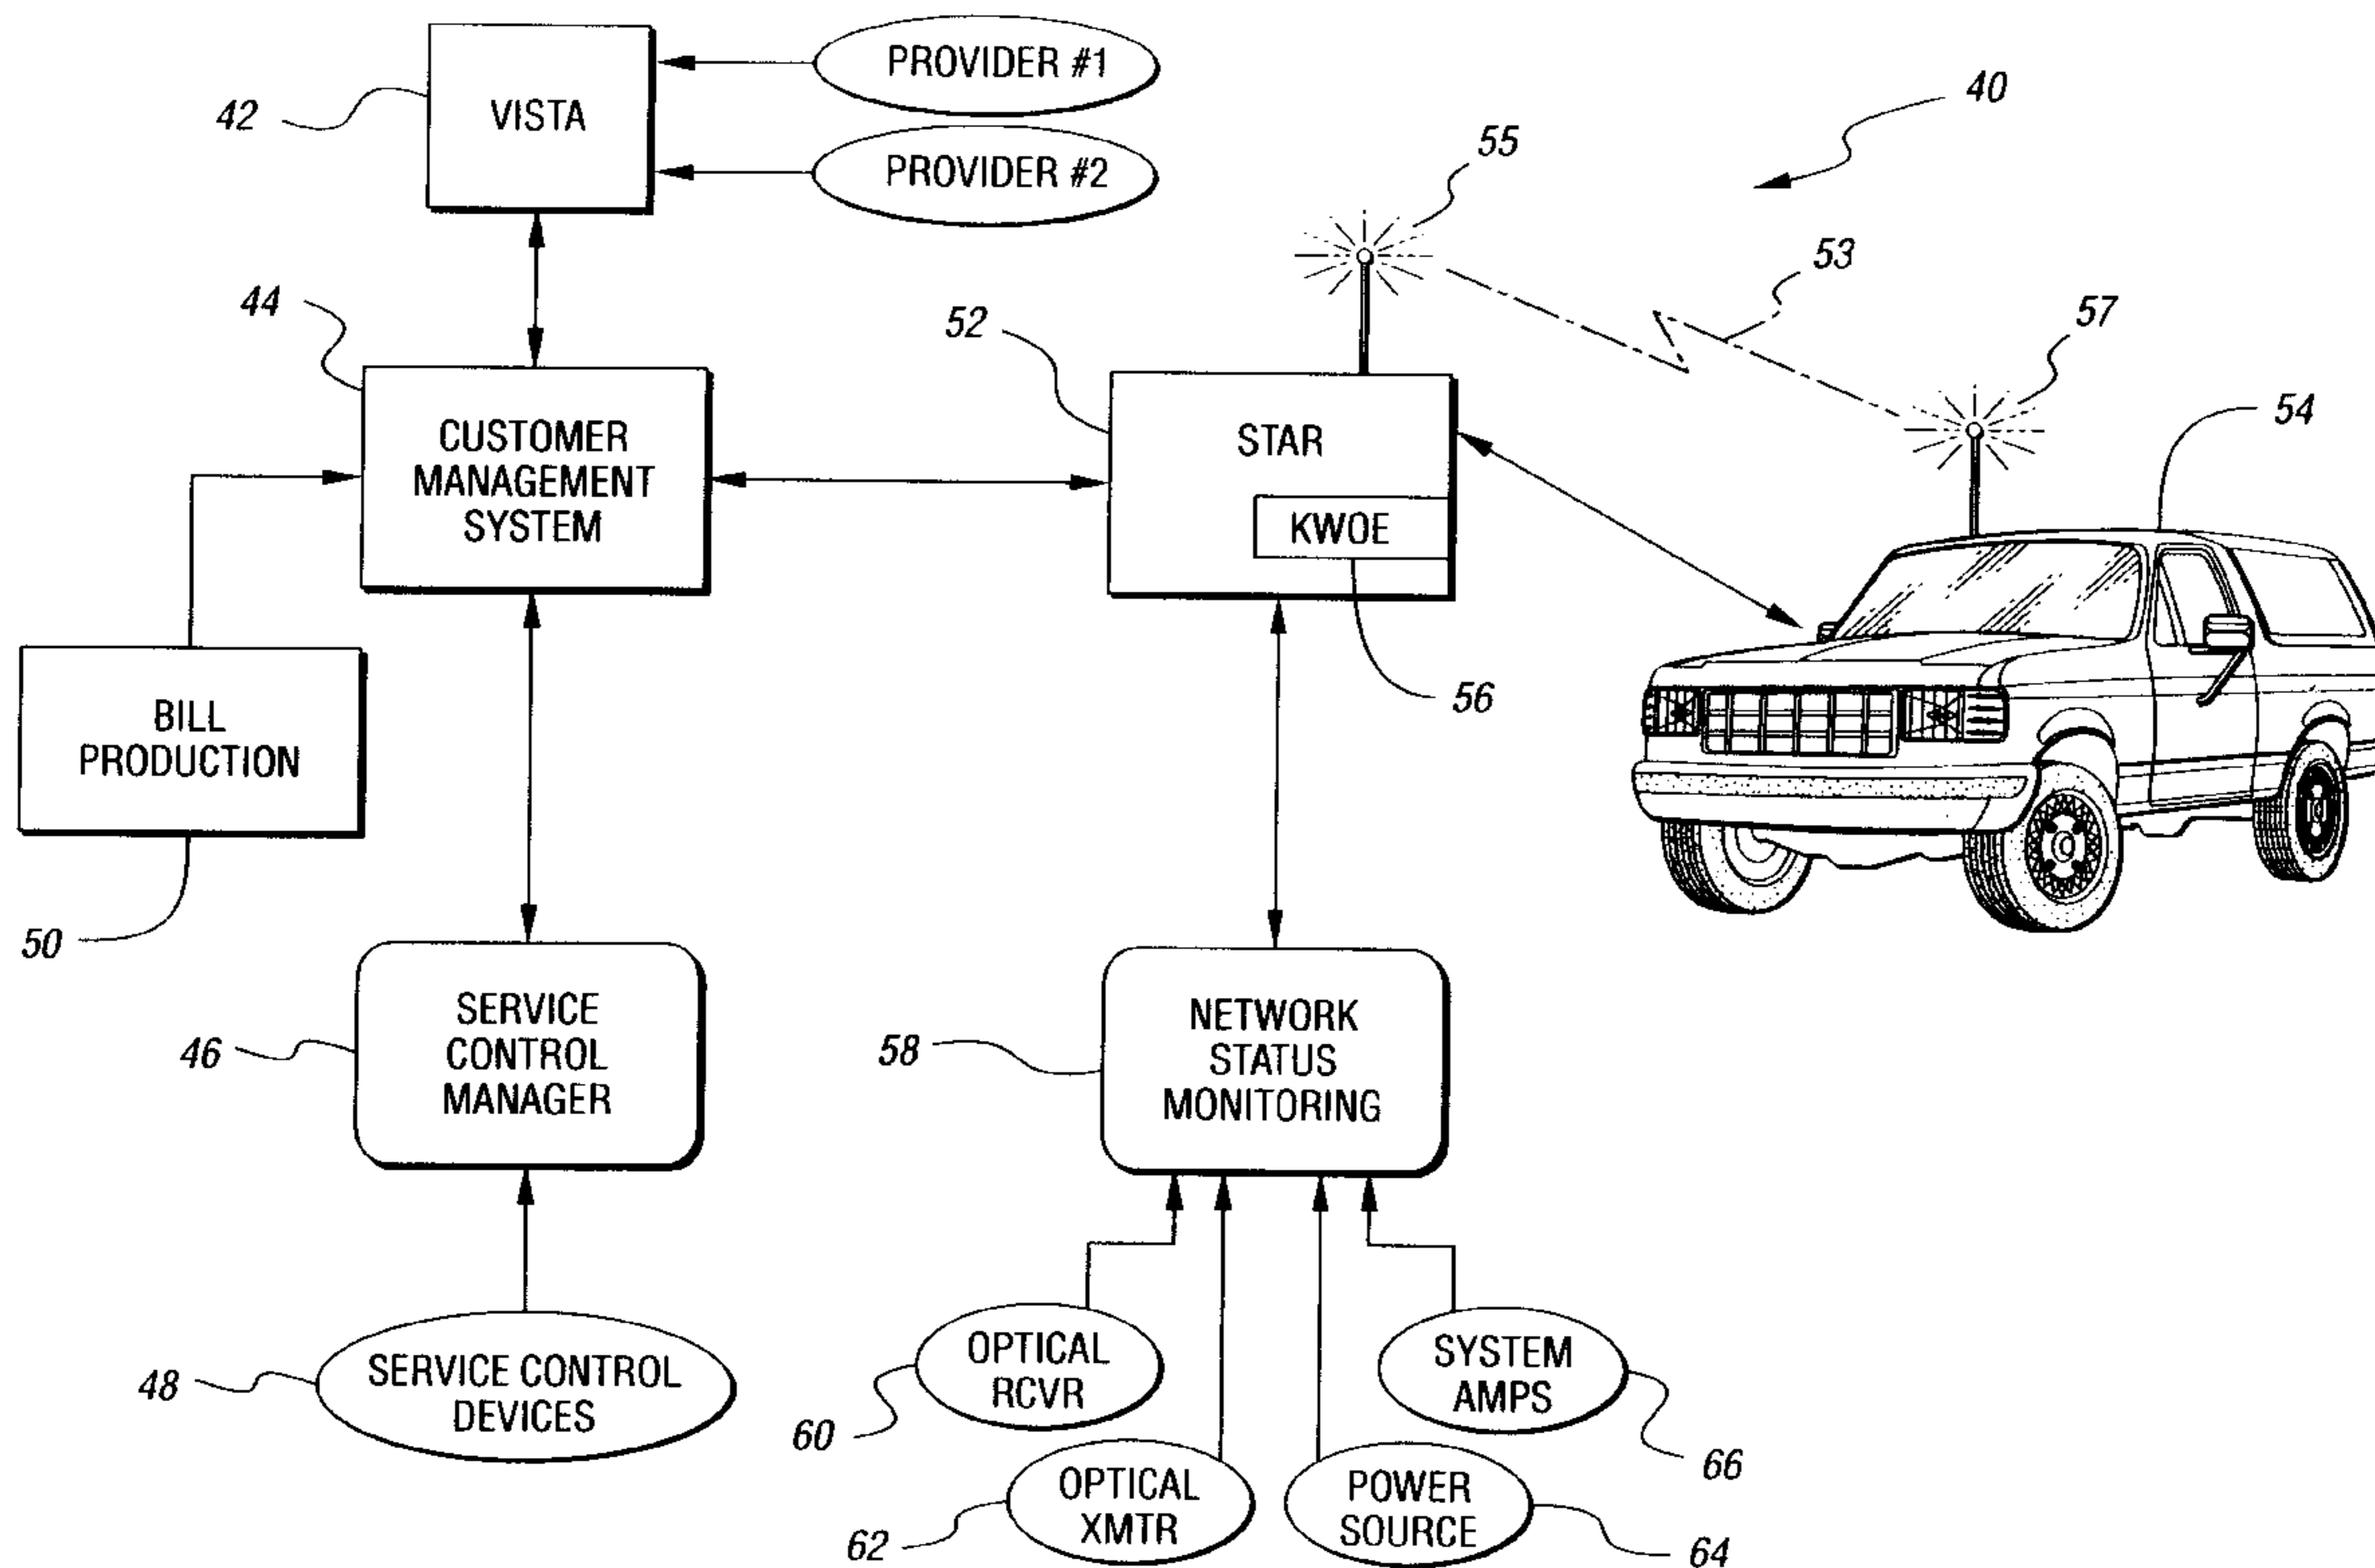 PROVIDER #1
42
VISTA
PROVIDER #2
40
55
53
57
44
52
54
CUSTOMER
MANAGEMENT
SYSTEM
STAR
KWOE
56
BILL
PRODUCTION
50
46
SERVICE
CONTROL
MANAGER
58
NETWORK
STATUS
MONITORING
48
SERVICE CONTROL
DEVICES
60
OPTICAL
RCVR
SYSTEM
AMPS
66
62
OPTICAL
XMTR
POWER
SOURCE
64